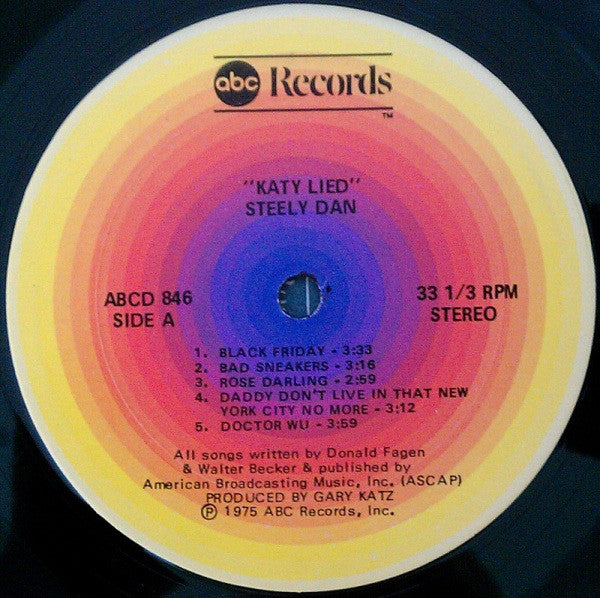 abc Records
TM
"KATY LIED"
STEELY DAN
ABCD 846
SIDE A
33 1/3 RPM
STEREO
1. BLACK FRIDAY - 3:33
2. BAD SNEAKERS - 3:16
3. ROSE DARLING - 2:59
4. DADDY DON'T LIVE IN THAT NEW
YORK CITY NO MORE - 3:12
5. DOCTOR WU - 3:59
All songs written by Donald Fagen
& Walter Becker & published by
American Broadcasting Music, Inc. (ASCAP)
PRODUCED BY GARY KATZ
℗ 1975 ABC Records, Inc.